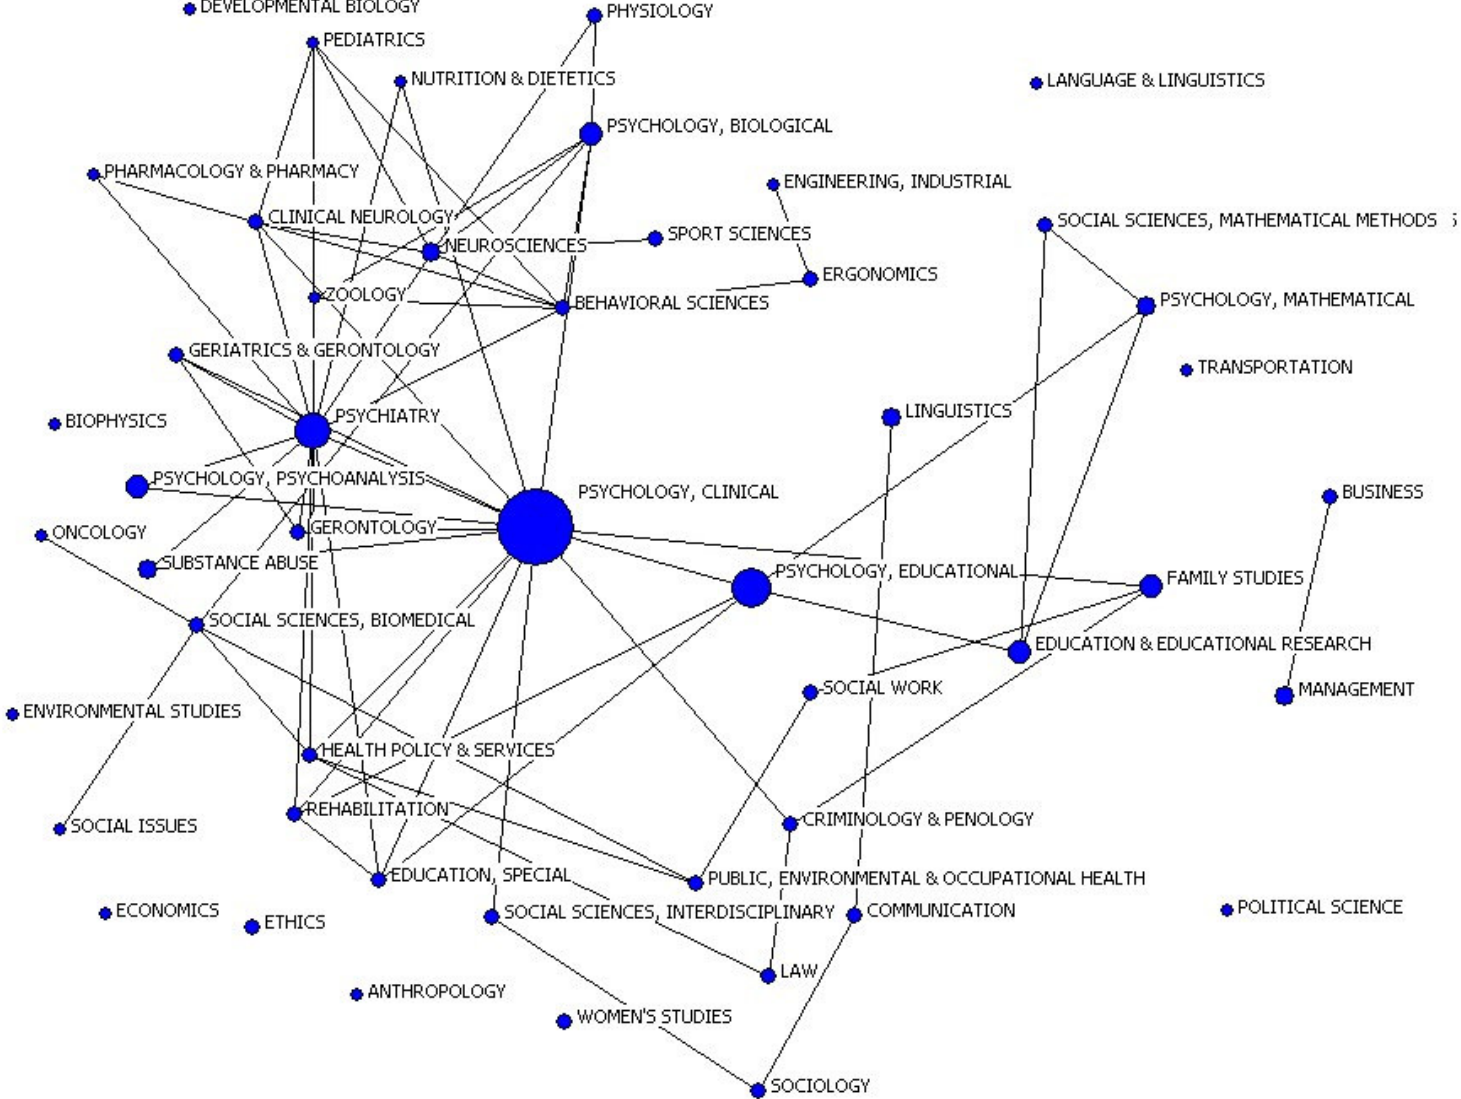 DEVELOPMENTAL BIOLOGY
PHYSIOLOGY
PEDIATRICS
NUTRITION & DIETETICS
LANGUAGE & LINGUISTICS
PSYCHOLOGY, BIOLOGICAL
PHARMACOLOGY & PHARMACY
ENGINEERING, INDUSTRIAL
CLINICAL NEUROLOGY
SOCIAL SCIENCES, MATHEMATICAL METHODS
SPORT SCIENCES
NEUROSCIENCES
ERGONOMICS
ZOOLOGY
BEHAVIORAL SCIENCES
PSYCHOLOGY, MATHEMATICAL
GERIATRICS & GERONTOLOGY
TRANSPORTATION
LINGUISTICS
PSYCHIATRY
BIOPHYSICS
PSYCHOLOGY, PSYCHOANALYSIS
PSYCHOLOGY, CLINICAL
BUSINESS
GERONTOLOGY
ONCOLOGY
SUBSTANCE ABUSE
PSYCHOLOGY, EDUCATIONAL
FAMILY STUDIES
SOCIAL SCIENCES, BIOMEDICAL
EDUCATION & EDUCATIONAL RESEARCH
SOCIAL WORK
MANAGEMENT
ENVIRONMENTAL STUDIES
HEALTH POLICY & SERVICES
REHABILITATION
CRIMINOLOGY & PENOLOGY
SOCIAL ISSUES
EDUCATION, SPECIAL
PUBLIC, ENVIRONMENTAL & OCCUPATIONAL HEALTH
POLITICAL SCIENCE
ECONOMICS
SOCIAL SCIENCES, INTERDISCIPLINARY
COMMUNICATION
ETHICS
LAW
ANTHROPOLOGY
WOMEN'S STUDIES
SOCIOLOGY